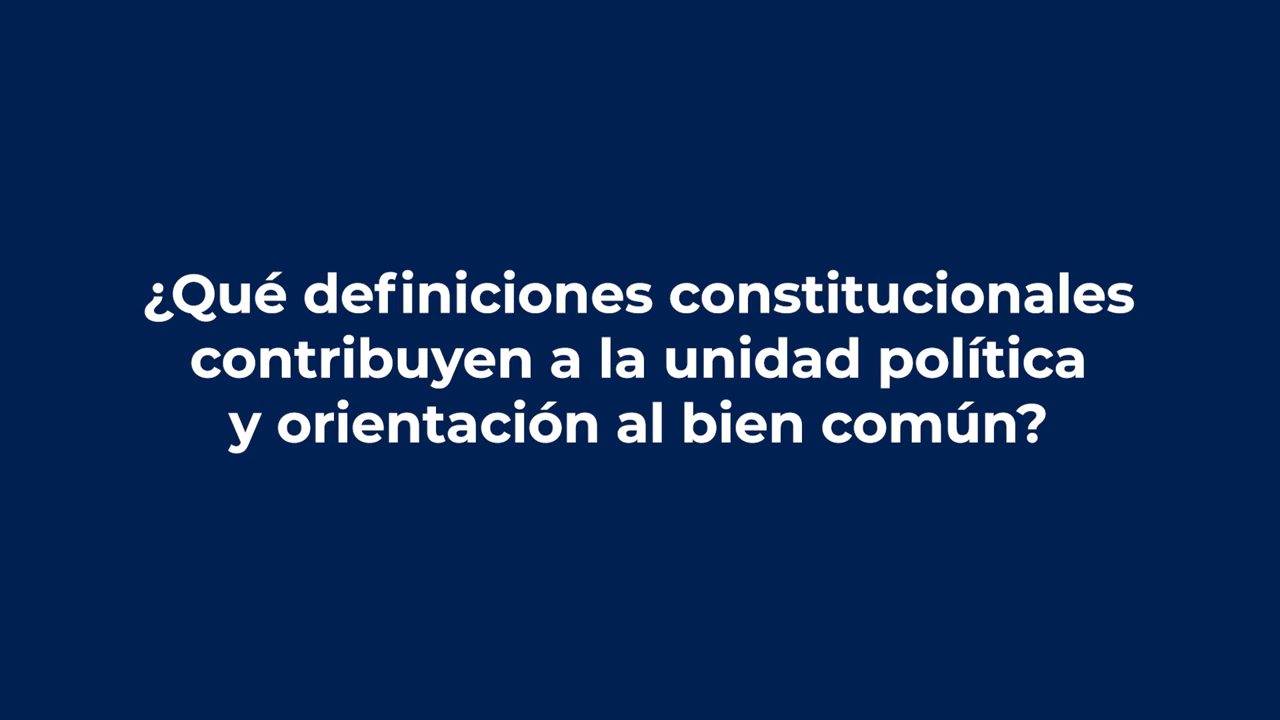 ¿Qué definiciones constitucionales
contribuyen a la unidad política
y orientación al bien común?